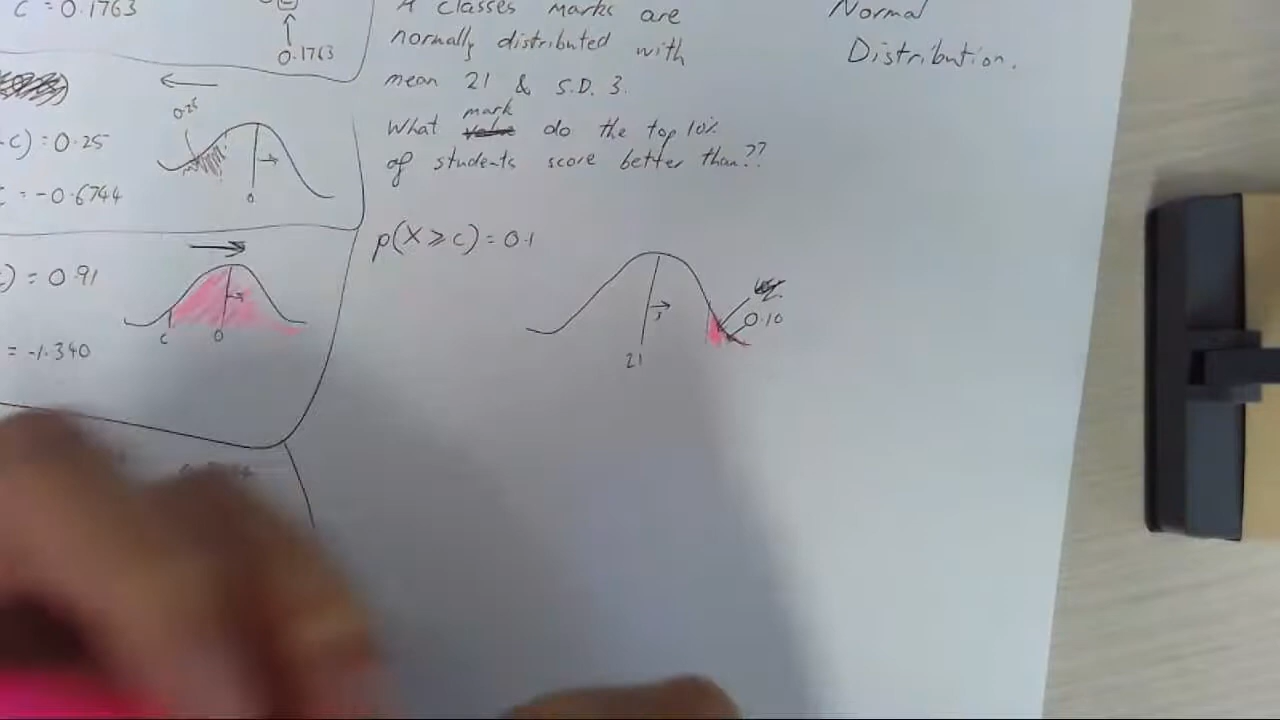 C = 0.1763
0.1763
0.25
C) = 0.25
= -0.6744
0
) = 0.91
C 0
= -1.340
A classes marks are
normally distributed with
mean 21 & S.D. 3.
mark
What do the top 10%
of students score better than??
p(X ⩾ C) = 0.1
0.10
3
21
Normal
Distribution.